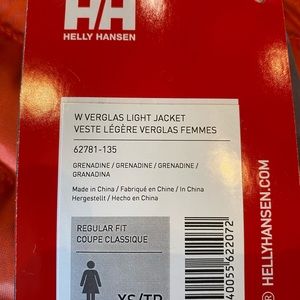 HH
HELLY HANSEN
W VERGLAS LIGHT JACKET
VESTE LÉGÈRE VERGLAS FEMMES
62781-135
GRENADINE / GRENADINE / GRENADINE /
GRANADINA
Made in China / Fabriqué en Chine / In China
Hergestellt / Hecho en China
REGULAR FIT
COUPE CLASSIQUE
XS/TP
40055622072
® HELLYHANSEN.COM